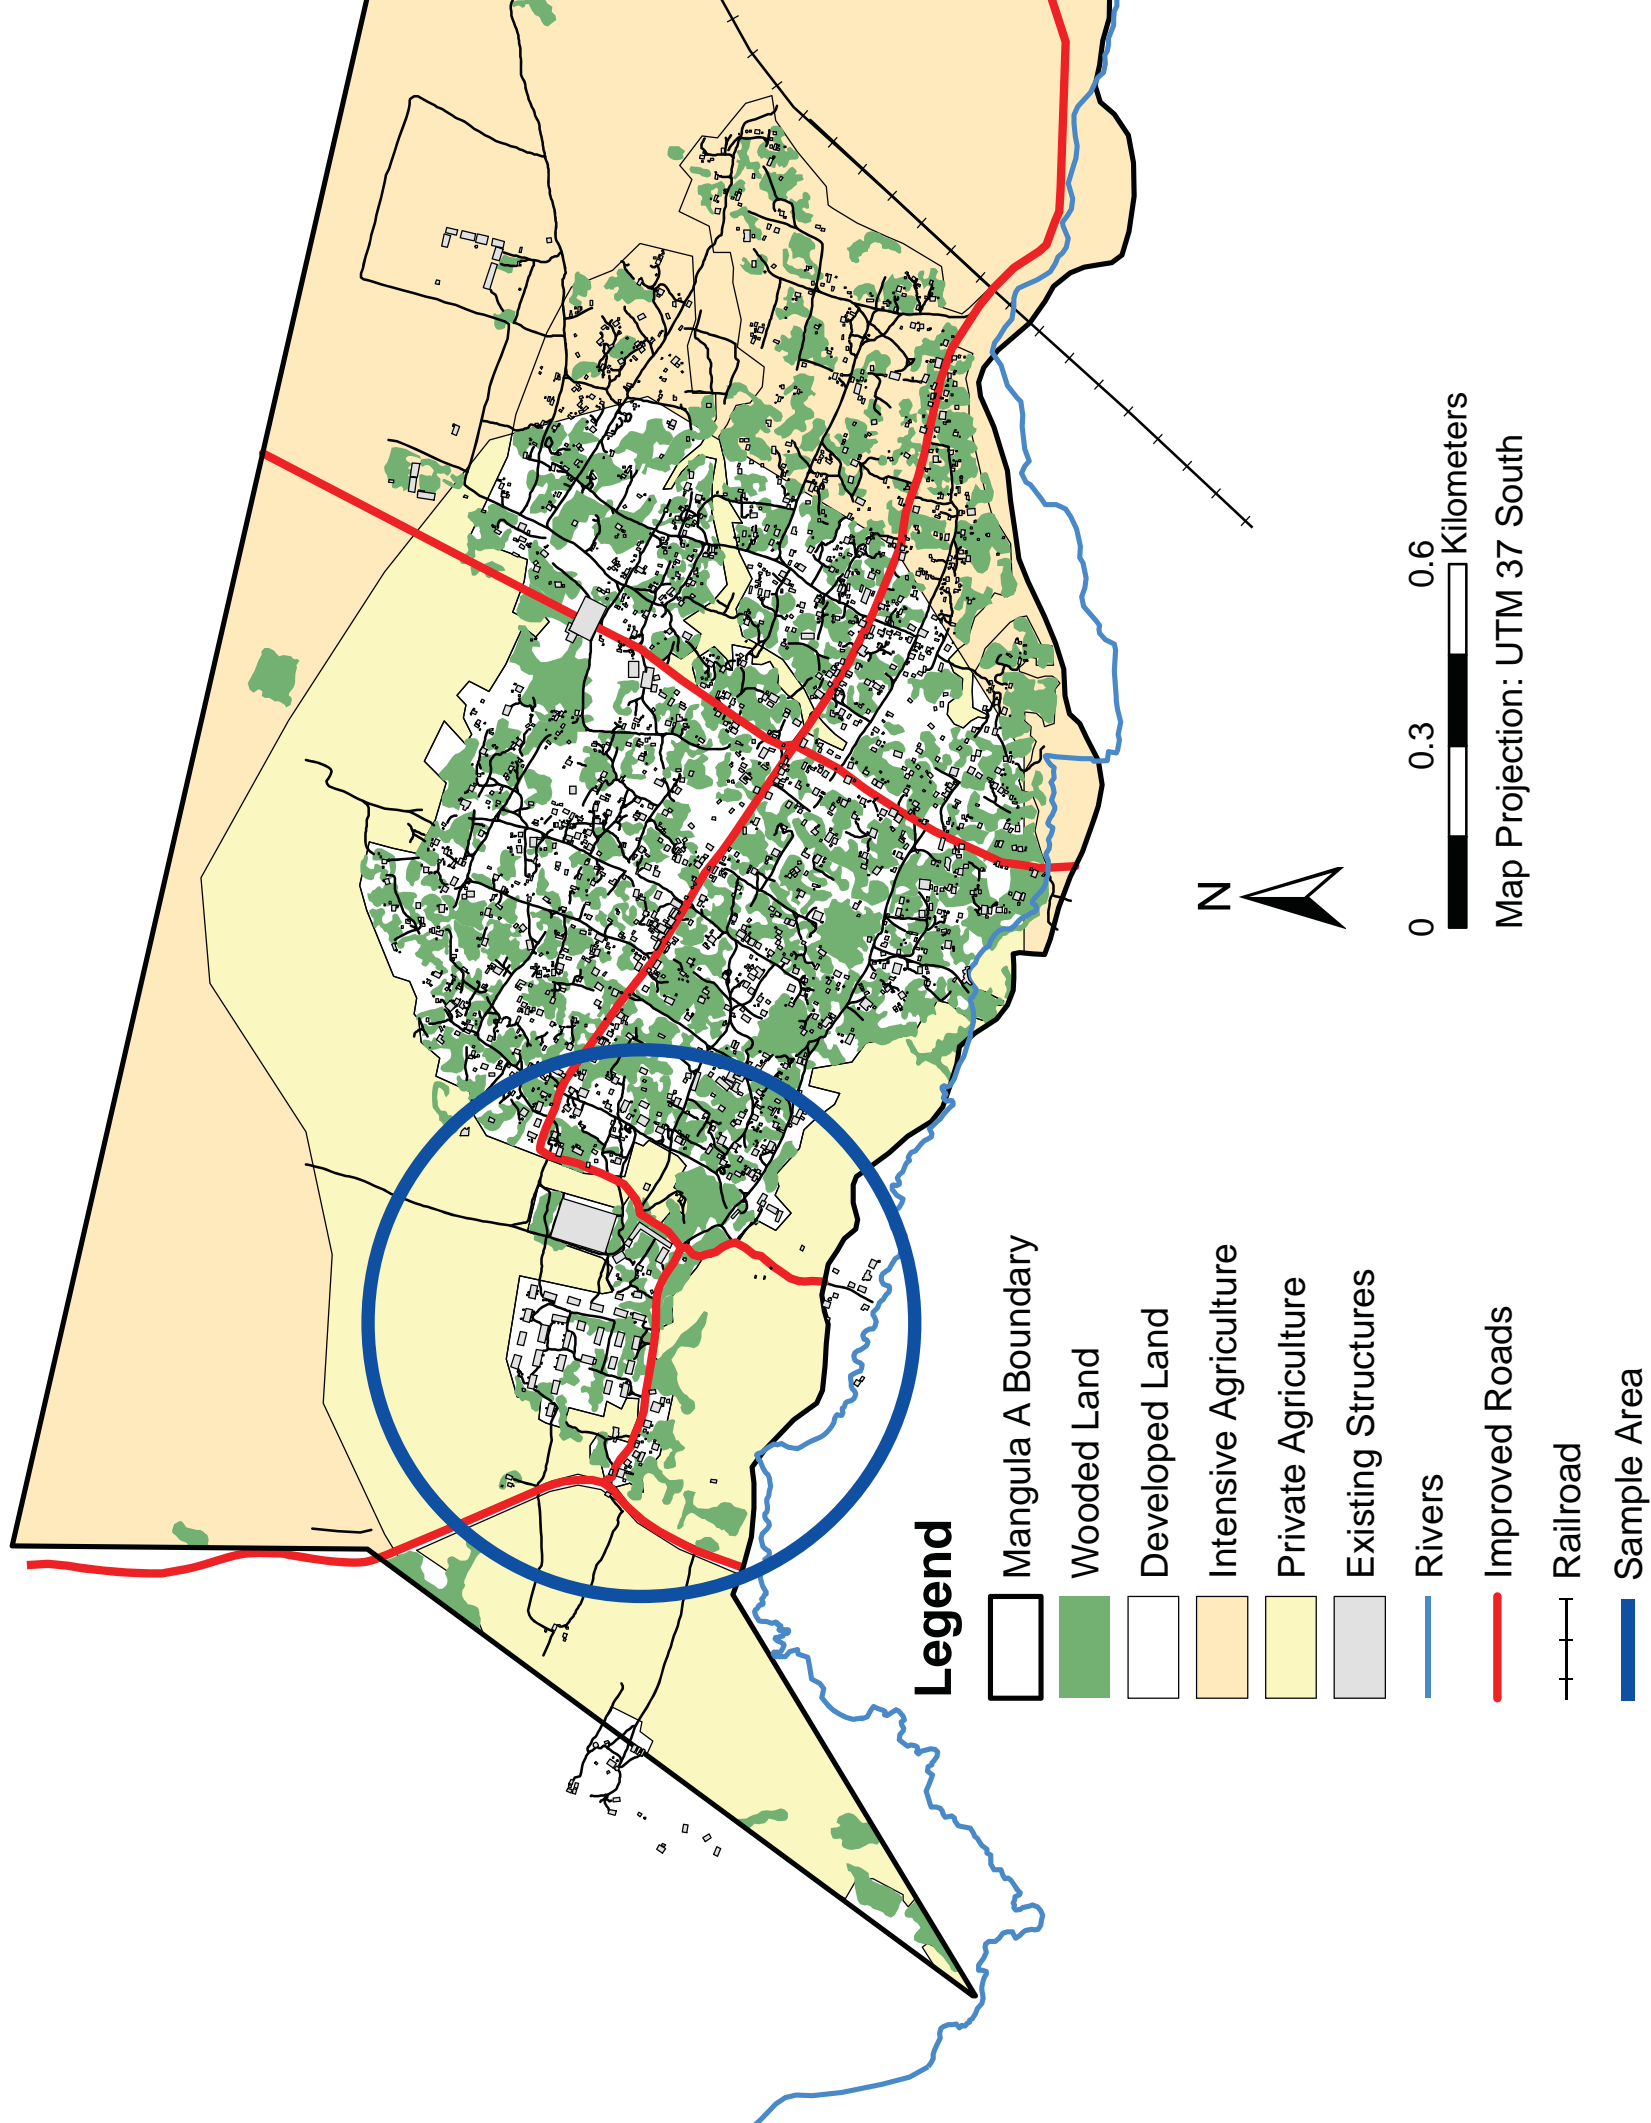 N
0 0.3 0.6
Kilometers
Map Projection: UTM 37 South
Legend
Mangula A Boundary
Wooded Land
Developed Land
Intensive Agriculture
Private Agriculture
Existing Structures
Rivers
Improved Roads
Railroad
Sample Area